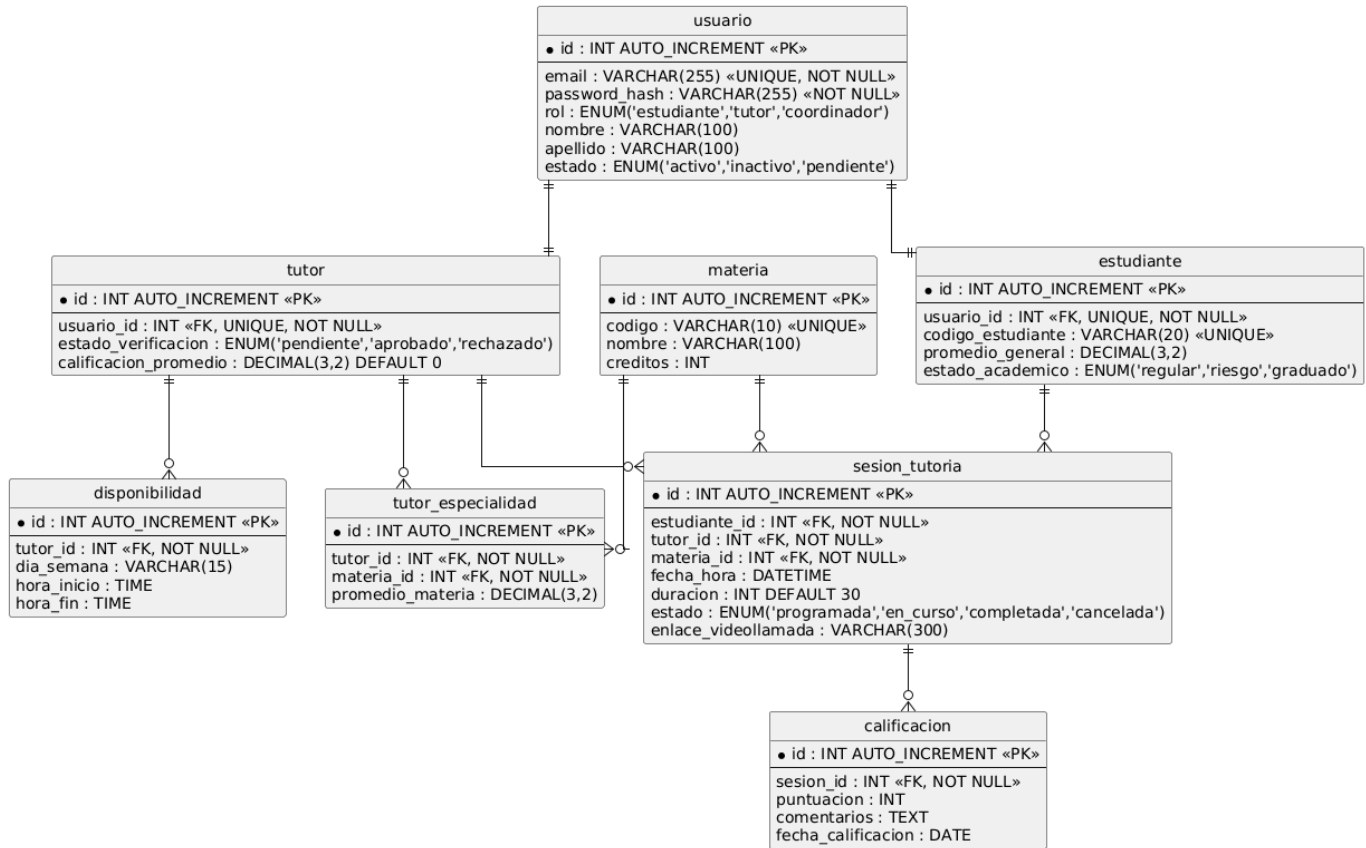 usuario
id : INT AUTO_INCREMENT «PK»
email : VARCHAR(255) «UNIQUE, NOT NULL»
password_hash : VARCHAR(255) «NOT NULL»
rol : ENUM('estudiante','tutor','coordinador')
nombre : VARCHAR(100)
apellido : VARCHAR(100)
estado : ENUM('activo','inactivo','pendiente')
tutor
id : INT AUTO_INCREMENT «PK»
usuario_id : INT «FK, UNIQUE, NOT NULL»
estado_verificacion : ENUM('pendiente','aprobado','rechazado')
calificacion_promedio : DECIMAL(3,2) DEFAULT 0
materia
id : INT AUTO_INCREMENT «PK»
codigo : VARCHAR(10) «UNIQUE»
nombre : VARCHAR(100)
creditos : INT
estudiante
id : INT AUTO_INCREMENT «PK»
usuario_id : INT «FK, UNIQUE, NOT NULL»
codigo_estudiante : VARCHAR(20) «UNIQUE»
promedio_general : DECIMAL(3,2)
estado_academico : ENUM('regular','riesgo','graduado')
disponibilidad
id : INT AUTO_INCREMENT «PK»
tutor_id : INT «FK, NOT NULL»
dia_semana : VARCHAR(15)
hora_inicio : TIME
hora_fin : TIME
tutor_especialidad
id : INT AUTO_INCREMENT «PK»
tutor_id : INT «FK, NOT NULL»
materia_id : INT «FK, NOT NULL»
promedio_materia : DECIMAL(3,2)
sesion_tutoria
id : INT AUTO_INCREMENT «PK»
estudiante_id : INT «FK, NOT NULL»
tutor_id : INT «FK, NOT NULL»
materia_id : INT «FK, NOT NULL»
fecha_hora : DATETIME
duracion : INT DEFAULT 30
estado : ENUM('programada','en_curso','completada','cancelada')
enlace_videollamada : VARCHAR(300)
calificacion
id : INT AUTO_INCREMENT «PK»
sesion_id : INT «FK, NOT NULL»
puntuacion : INT
comentarios : TEXT
fecha_calificacion : DATE